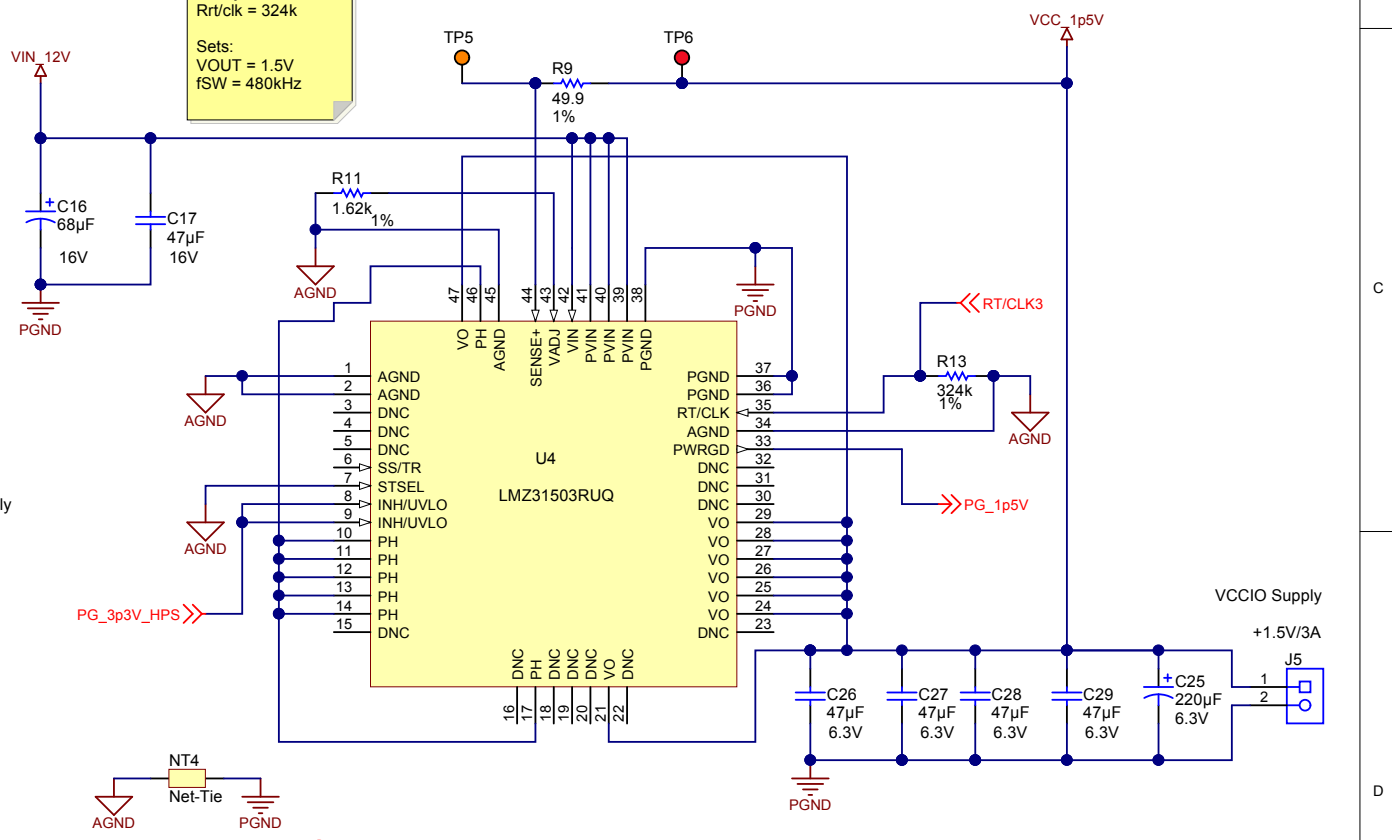 Rrt/clk = 324k
Sets:
VOUT = 1.5V
fSW = 480kHz
VIN_12V
TP5
TP6
VCC_1p5V
R9
49.9
1%
R11
1.62k
1%
C16
68µF
16V
C17
47µF
16V
PGND
AGND
PGND
C
RT/CLK3
R13
324k
1%
AGND
47
46
45
44
43
42
41
40
39
38
VO
PH
AGND
SENSE+
VADJ
VIN
PVIN
PVIN
PVIN
PGND
1 AGND
2 AGND
3 DNC
4 DNC
5 DNC
6 SS/TR
7 STSEL
8 INH/UVLO
9 INH/UVLO
10 PH
11 PH
12 PH
13 PH
14 PH
15 DNC
AGND
AGND
ly
PG_3p3V_HPS
U4
LMZ31503RUQ
PGND 37
PGND 36
RT/CLK 35
AGND 34
PWRGD 33
DNC 32
DNC 31
DNC 30
VO 29
VO 28
VO 27
VO 26
VO 25
VO 24
DNC 23
PG_1p5V
DNC
PH
DNC
DNC
DNC
VO
DNC
16
17
18
19
20
21
22
VCCIO Supply
+1.5V/3A
J5
1
2
C26
47µF
6.3V
C27
47µF
6.3V
C28
47µF
6.3V
C29
47µF
6.3V
C25
220µF
6.3V
PGND
NT4
Net-Tie
AGND
PGND
D